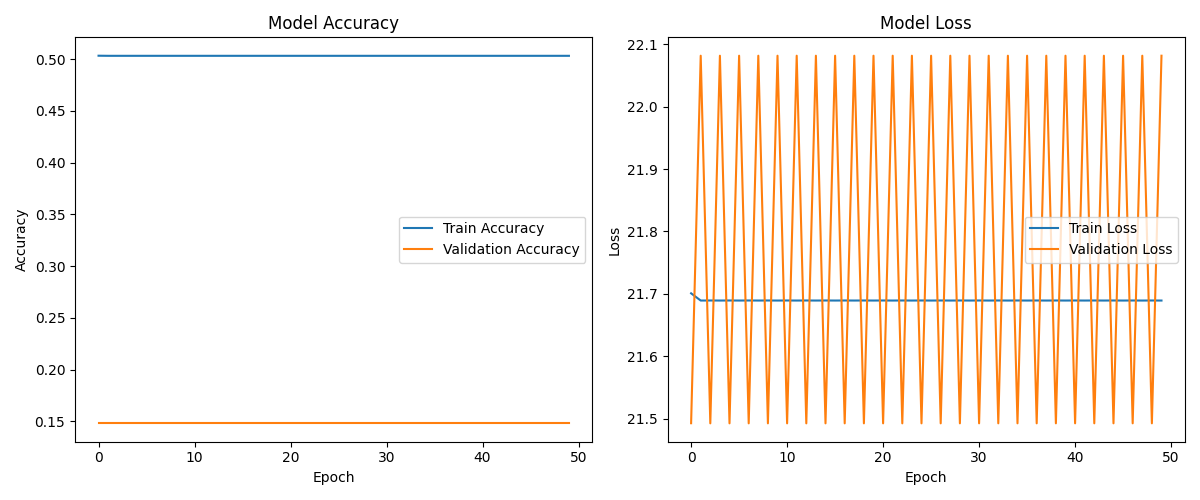 Model Accuracy
0.50
0.45
0.40
0.35
0.30
0.25
0.20
0.15
Accuracy
0 10 20 30 40 50
Epoch
Train Accuracy
Validation Accuracy
Model Loss
22.1
22.0
21.9
21.8
21.7
21.6
21.5
Loss
0 10 20 30 40 50
Epoch
Train Loss
Validation Loss